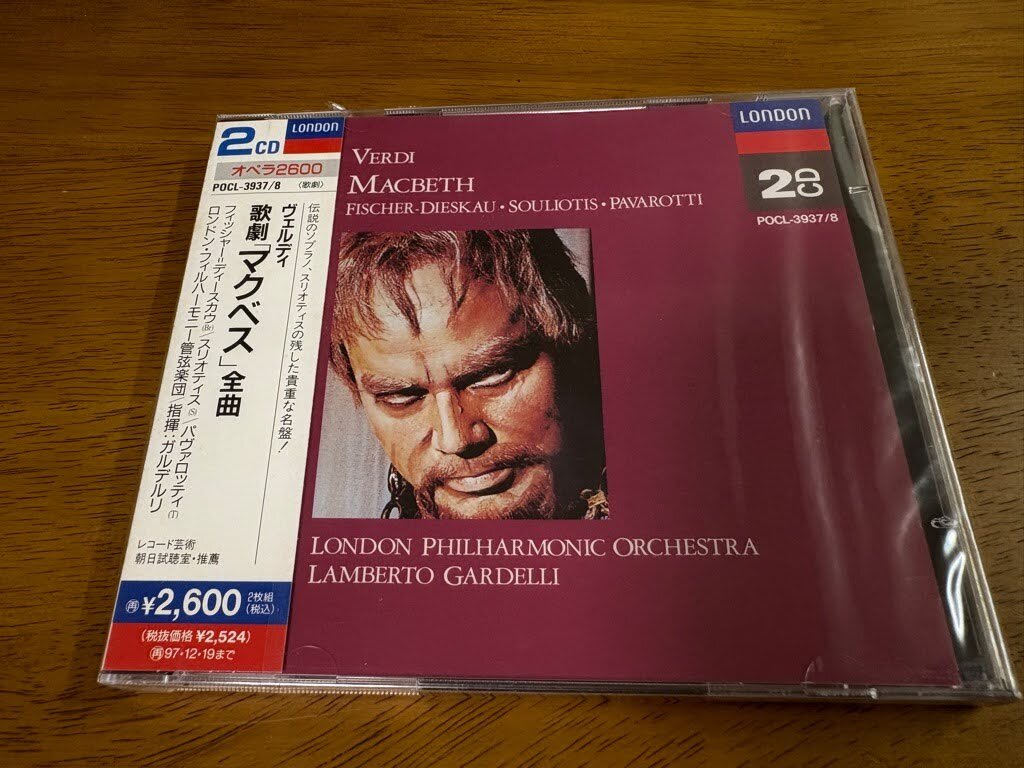 2CD
LONDON
オペラ2600
POCL-3937/8
〈歌劇〉
伝説のソプラノ、スリオティスの残した貴重な名盤!
ヴェルディ
歌劇「マクベス」全曲
フィッシャー=ディースカウ(Br)/スリオティス(S)/パヴァロッティ(T)
ロンドン・フィルハーモニー管弦楽団/指揮:ガルデルリ
レコード芸術
朝日試聴室・推薦
再 ¥2,600 2枚組(税込)
(税抜価格 ¥2,524)
再97・12・19まで
VERDI
MACBETH
FISCHER-DIESKAU・SOULIOTIS・PAVAROTTI
LONDON PHILHARMONIC ORCHESTRA
LAMBERTO GARDELLI
LONDON
2CD
POCL-3937/8